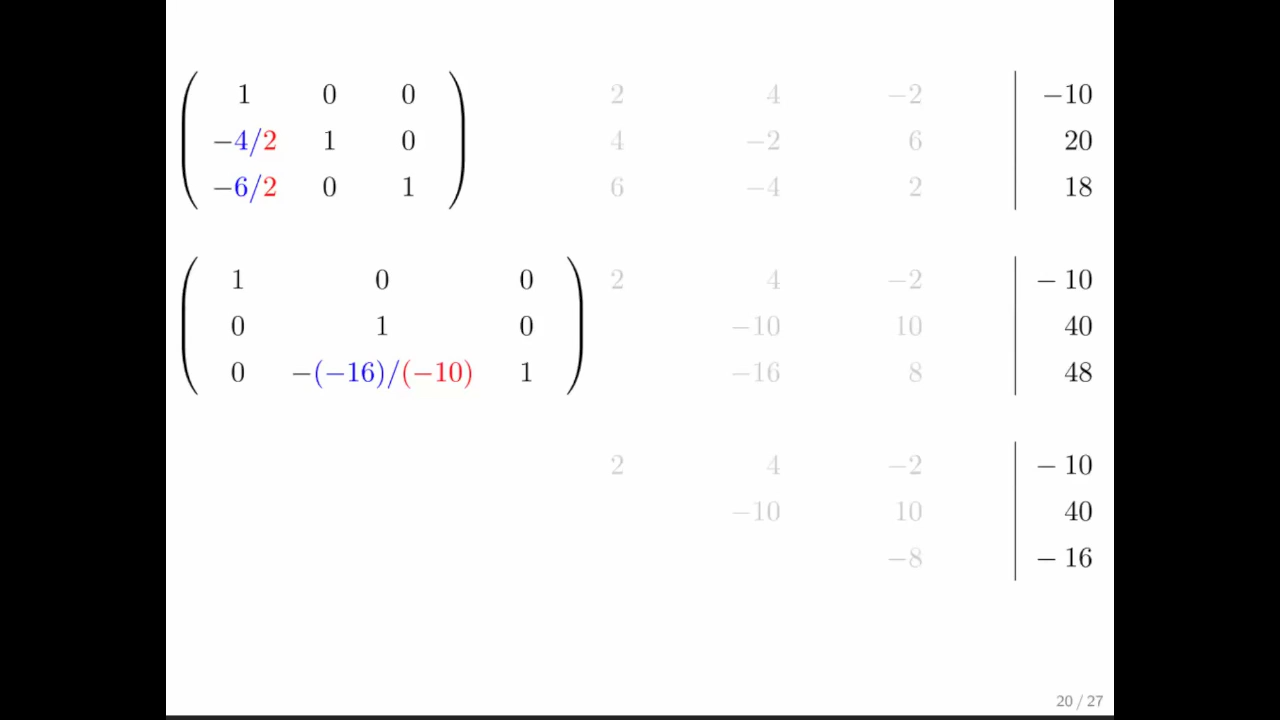 1 0 0 2 4 −2 −10
−4/2 1 0 4 −2 6 20
−6/2 0 1 6 −4 2 18
1 0 0 2 4 −2 − 10
0 1 0 −10 10 40
0 −(−16)/(−10) 1 −16 8 48
2 4 −2 − 10
−10 10 40
−8 − 16
20 / 27